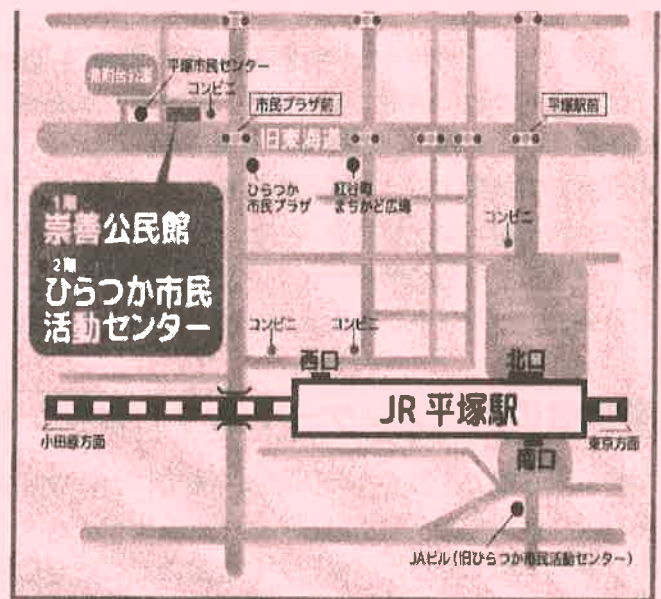 平塚市民センター
コンビニ
市民プラザ前
平塚駅前
旧東海道
ひらつか
市民プラザ
紅谷町
まちかど広場
コンビニ
1階
崇善公民館
2階
ひらつか市民
活動センター
コンビニ
コンビニ
西口
北口
JR 平塚駅
小田原方面
東京方面
南口
JAビル(旧ひらつか市民活動センター)